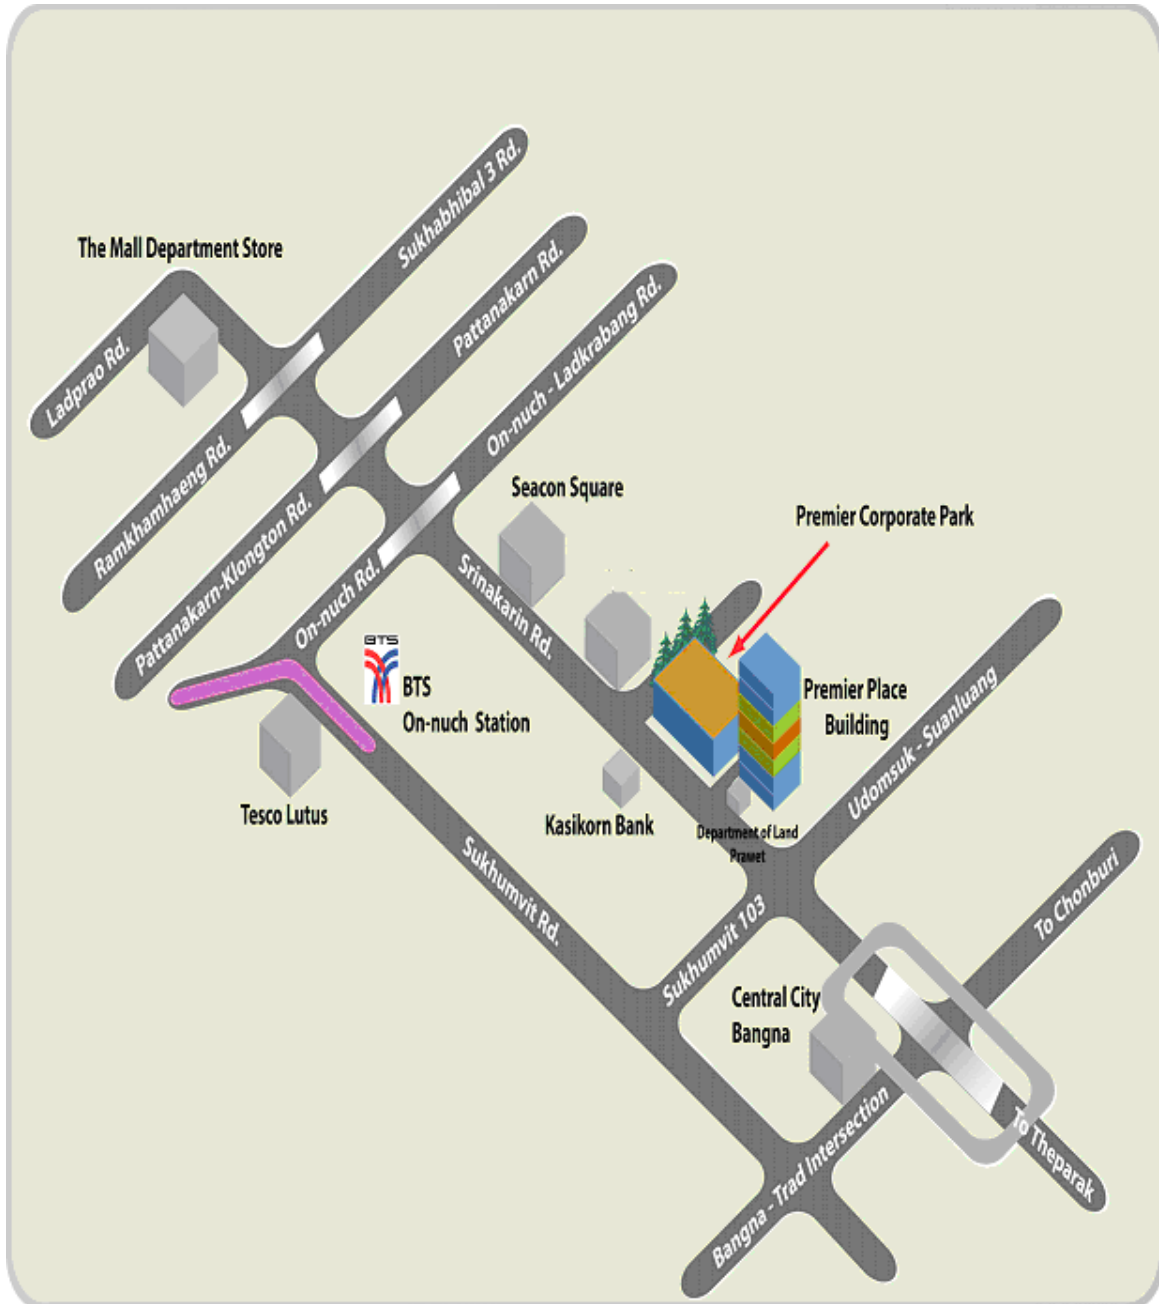 Sukhabhibal 3 Rd.
The Mall Department Store
Pattanakarn Rd.
Ladprao Rd.
On-nuch - Ladkrabang Rd.
Ramkhamhaeng Rd.
Seacon Square
Premier Corporate Park
Pattanakarn-Klongton Rd.
On-nuch Rd.
Srinakarin Rd.
BTS
BTS
On-nuch Station
Premier Place
Building
Udomsuk - Suanluang
Tesco Lutus
Kasikorn Bank
Department of Land
Prawet
Sukhumvit Rd.
Sukhumvit 103
To Chonburi
Central City
Bangna
Bangna - Trad Intersection
To Theparak